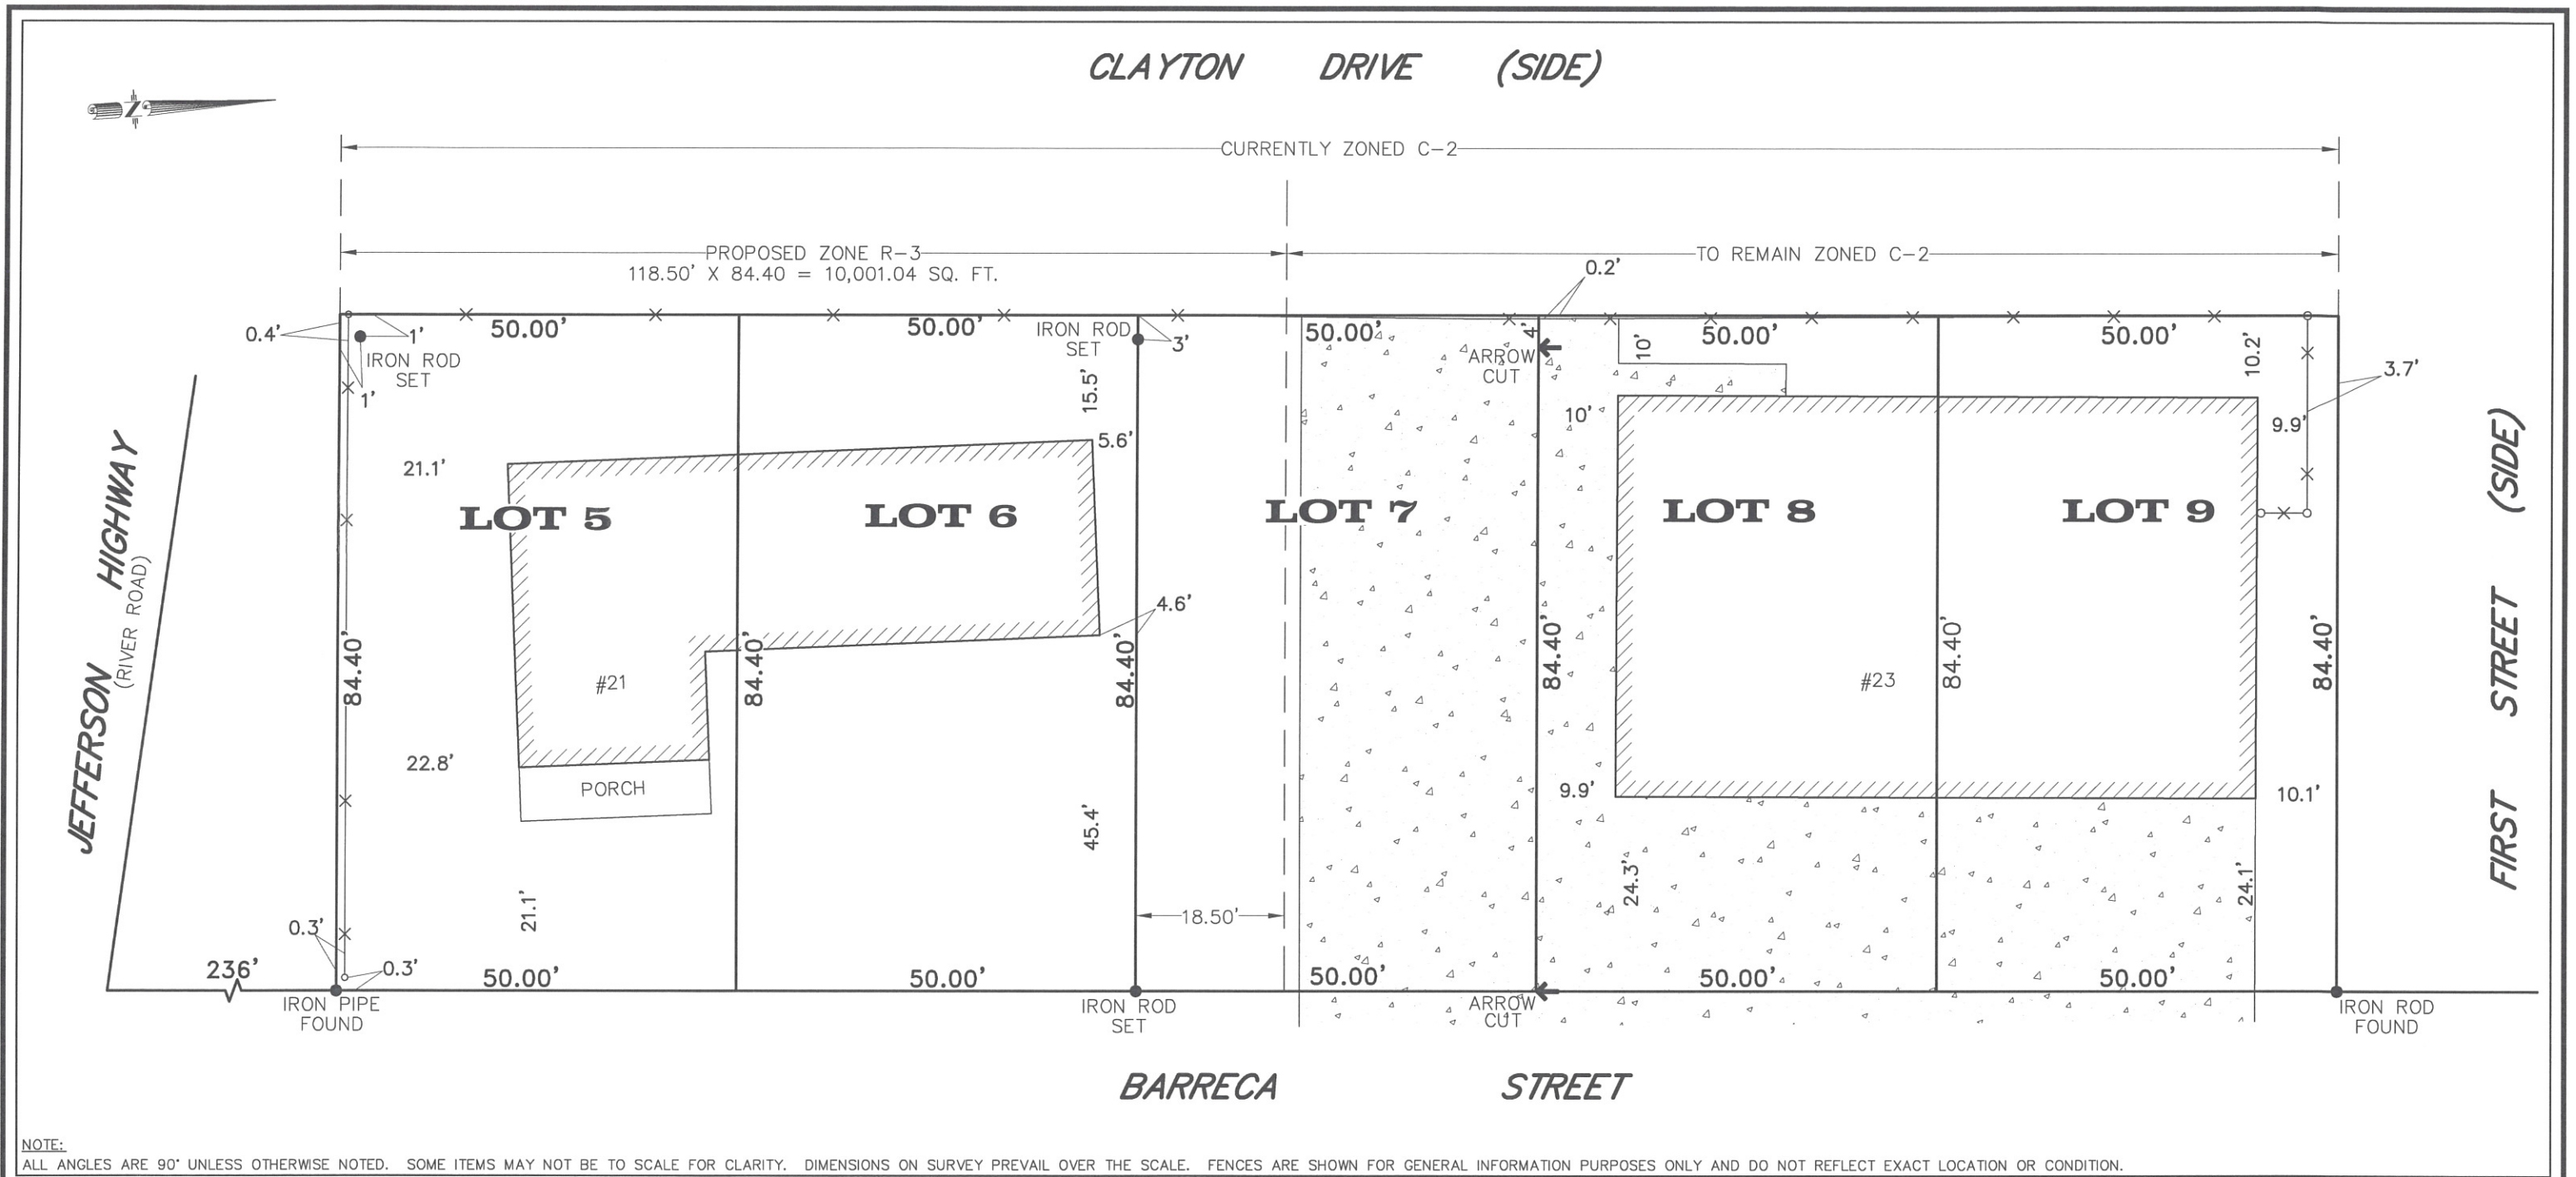 CLAYTON DRIVE (SIDE)
Z
CURRENTLY ZONED C-2
PROPOSED ZONE R-3
118.50' X 84.40 = 10,001.04 SQ. FT.
TO REMAIN ZONED C-2
0.2'
0.4'
1'
IRON ROD
SET
1'
50.00'
50.00'
IRON ROD
SET
3'
50.00'
4'
ARROW
CUT
10'
50.00'
50.00'
10.2'
3.7'
15.5'
5.6'
10'
9.9'
21.1'
LOT 5
LOT 6
LOT 7
LOT 8
LOT 9
JEFFERSON HIGHWAY
(RIVER ROAD)
FIRST STREET (SIDE)
4.6'
84.40'
84.40'
84.40'
84.40'
84.40'
84.40'
#21
#23
22.8'
PORCH
9.9'
10.1'
45.4'
21.1'
24.3'
24.1'
18.50'
0.3'
0.3'
236'
50.00'
50.00'
50.00'
50.00'
50.00'
IRON PIPE
FOUND
IRON ROD
SET
ARROW
CUT
IRON ROD
FOUND
BARRECA STREET
NOTE:
ALL ANGLES ARE 90° UNLESS OTHERWISE NOTED. SOME ITEMS MAY NOT BE TO SCALE FOR CLARITY. DIMENSIONS ON SURVEY PREVAIL OVER THE SCALE. FENCES ARE SHOWN FOR GENERAL INFORMATION PURPOSES ONLY AND DO NOT REFLECT EXACT LOCATION OR CONDITION.